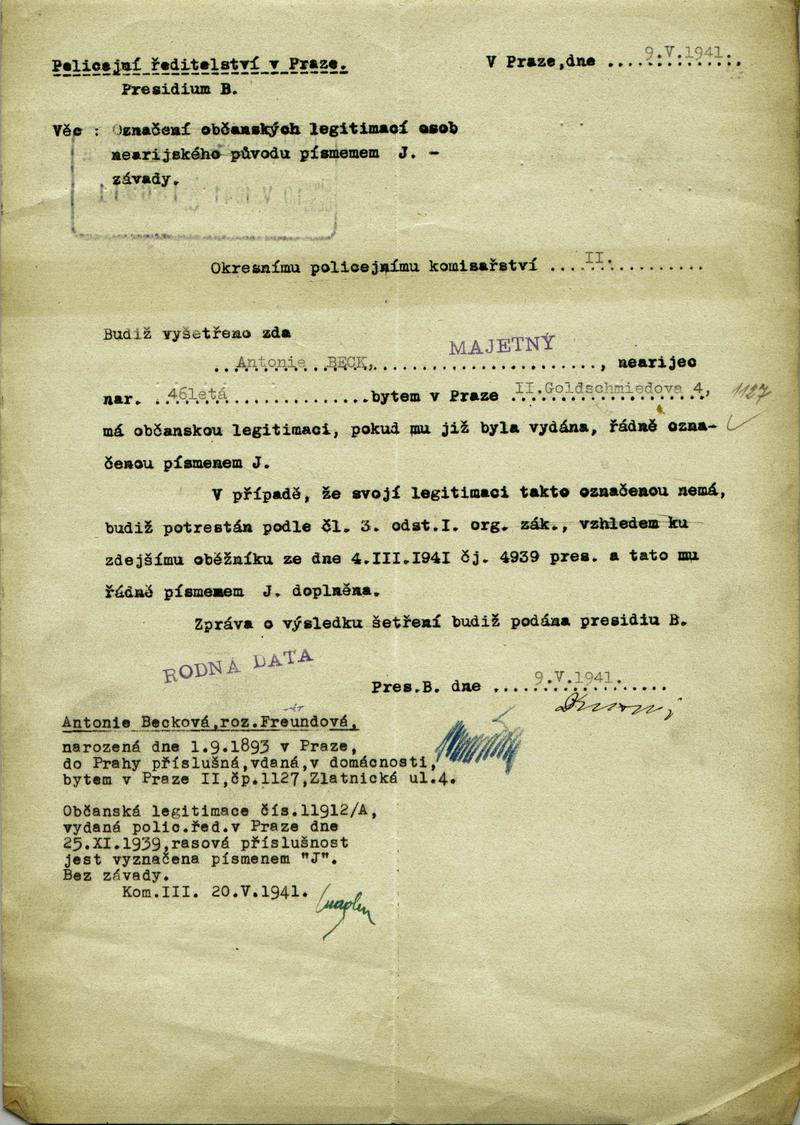 Policejní ředitelství v Praze.
V Praze,dne 9.V.1941.
Presidium B.
Věc : Označení občanských legitimací osob
nearijského původu písmemem J. -
závady.
Okresnímu policejnímu komisařství ....II...........
Budiž vyšetřeno zda
MAJETNÝ
Antonie BECK, , nearijec
nar. 46letá bytem v Praze II.Goldschmiedova 4, 1127
má občanskou legitimaci, pokud mu již byla vydána, řádně ozna-
čenou písmenem J.
V případě, že svojí legitimaci takto označenou nemá,
budiž potrestán podle čl. 3. odst.I. org. zák., vzhledem ku
zdejšímu oběžníku ze dne 4.III.1941 čj. 4939 pres. a tato mu
řádně písmenem J. doplněna.
Zpráva o výsledku šetření budiž podána presidiu B.
RODNÁ DATA
Pres.B. dne 9.V.1941.
Antonie Becková,roz.Freundová,
narozená dne 1.9.1893 v Praze,
do Prahy příslušná,vdaná,v domácnosti,
bytem v Praze II,čp.1127,Zlatnická ul.4.
Občanská legitimace čís.11912/A,
vydaná polic.řed.v Praze dne
25.XI.1939,rasová příslušnost
jest vyznačena písmenem "J".
Bez závady.
Kom.III. 20.V.1941.